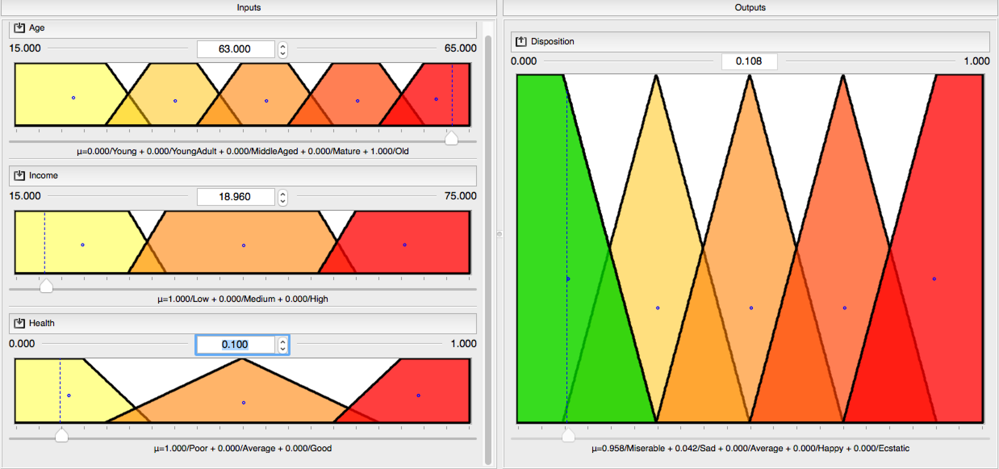 Inputs
Age
15.000 63.000 65.000
µ=0.000/Young + 0.000/YoungAdult + 0.000/MiddleAged + 0.000/Mature + 1.000/Old
Income
15.000 18.960 75.000
µ=1.000/Low + 0.000/Medium + 0.000/High
Health
0.000 0.100 1.000
µ=1.000/Poor + 0.000/Average + 0.000/Good
Outputs
Disposition
0.000 0.108 1.000
µ=0.958/Miserable + 0.042/Sad + 0.000/Average + 0.000/Happy + 0.000/Ecstatic